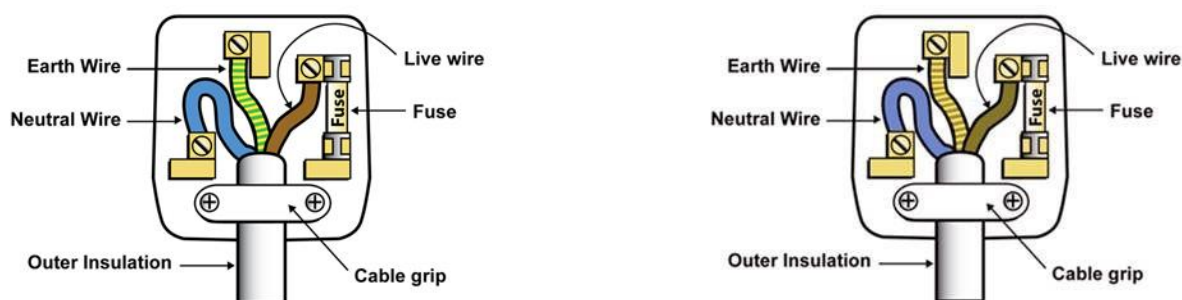 Earth Wire
Live wire
Neutral Wire
Fuse
Fuse
Outer Insulation
Cable grip
Earth Wire
Live wire
Neutral Wire
Fuse
Fuse
Outer Insulation
Cable grip